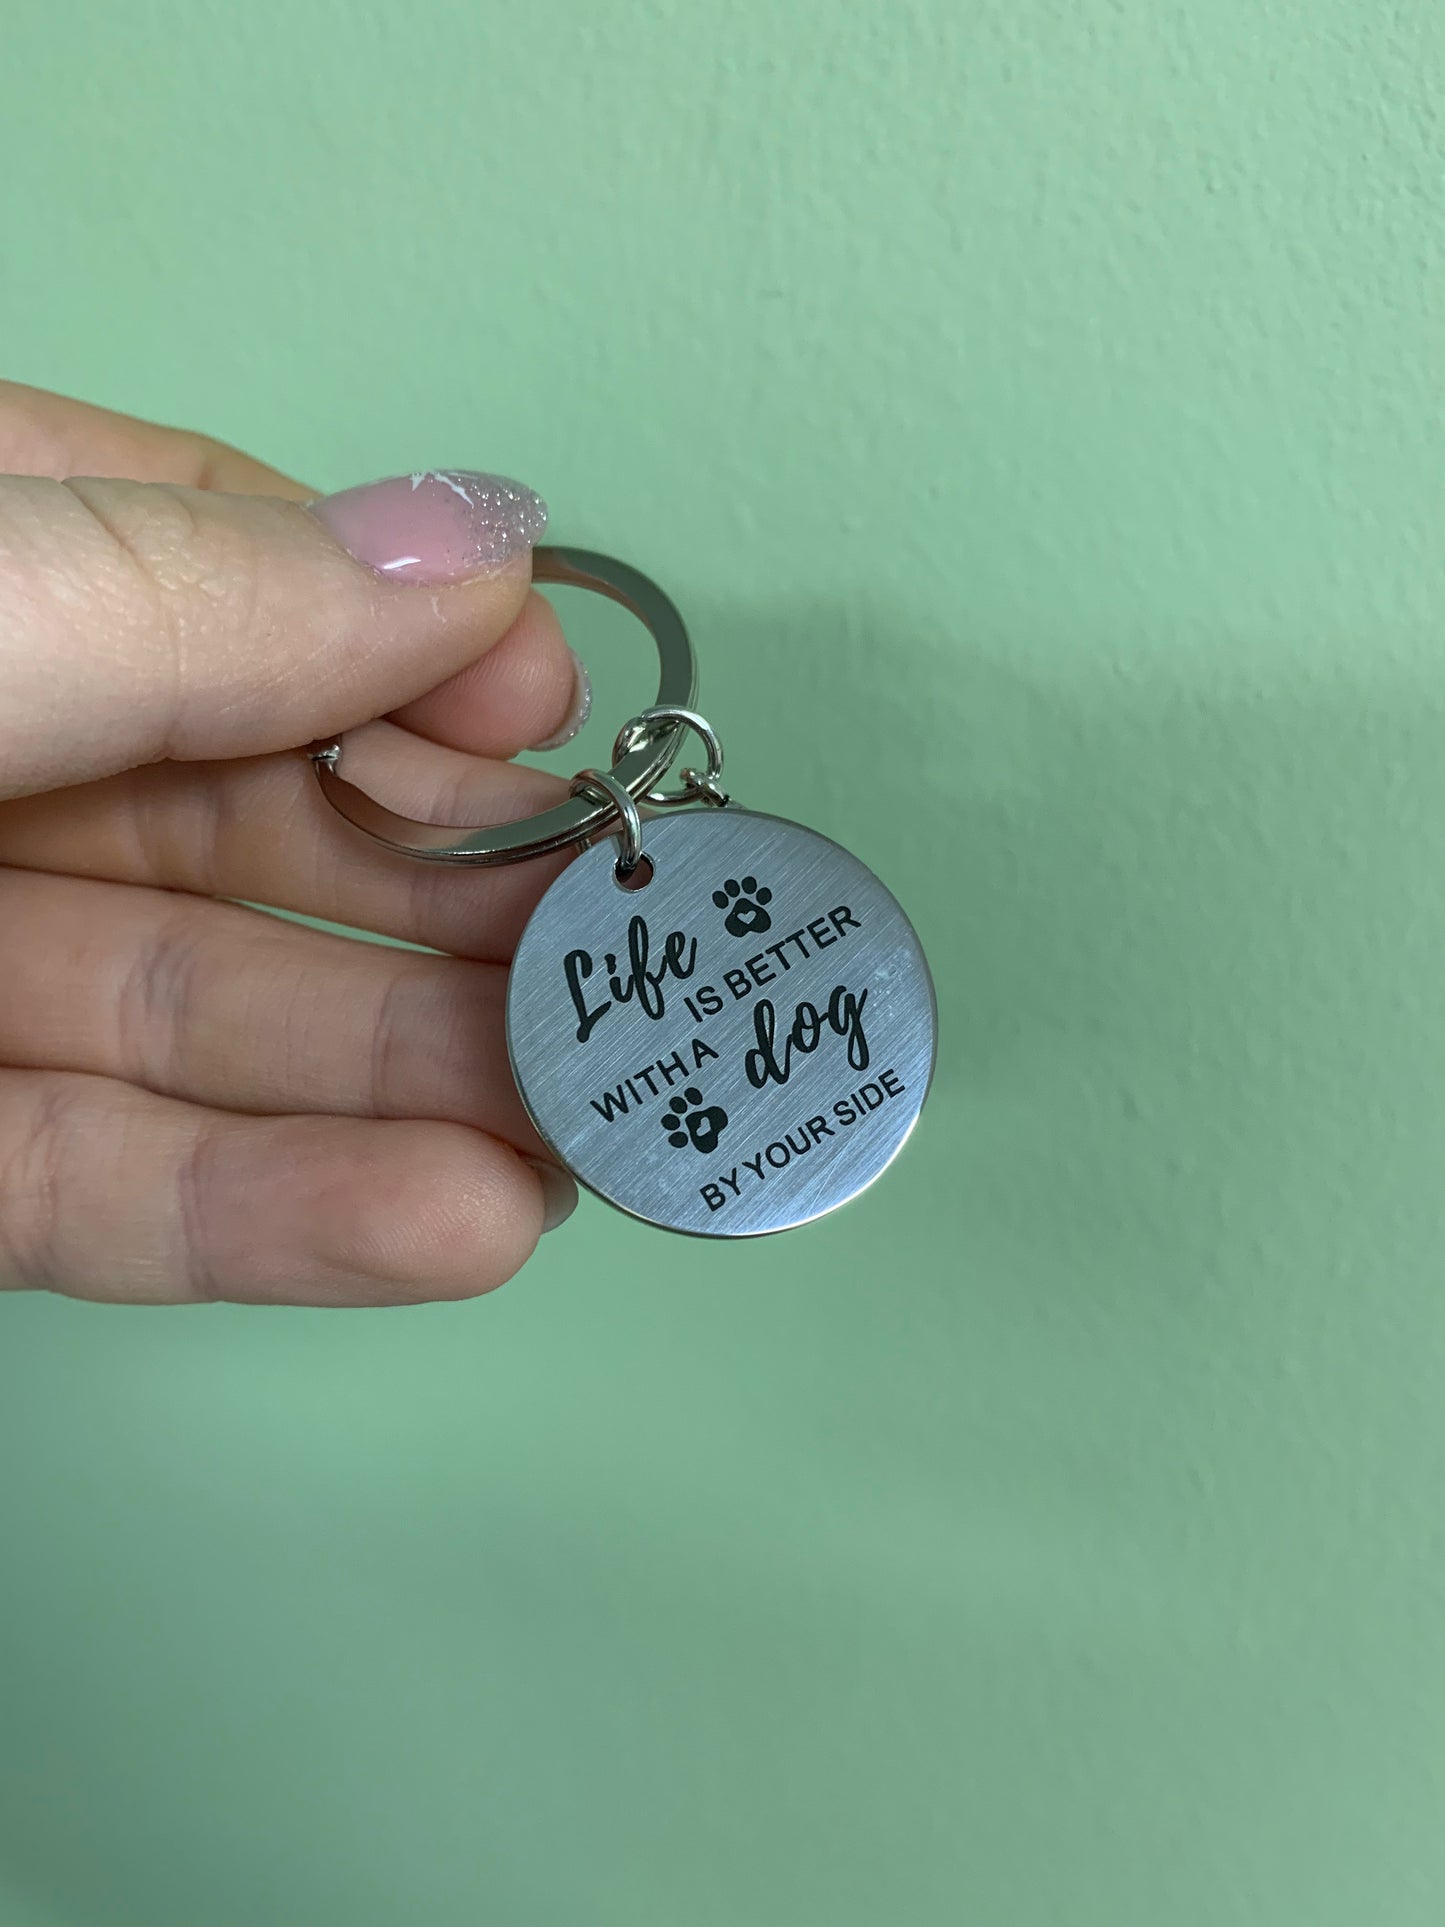 Life
IS BETTER
WITH A dog
BY YOUR SIDE